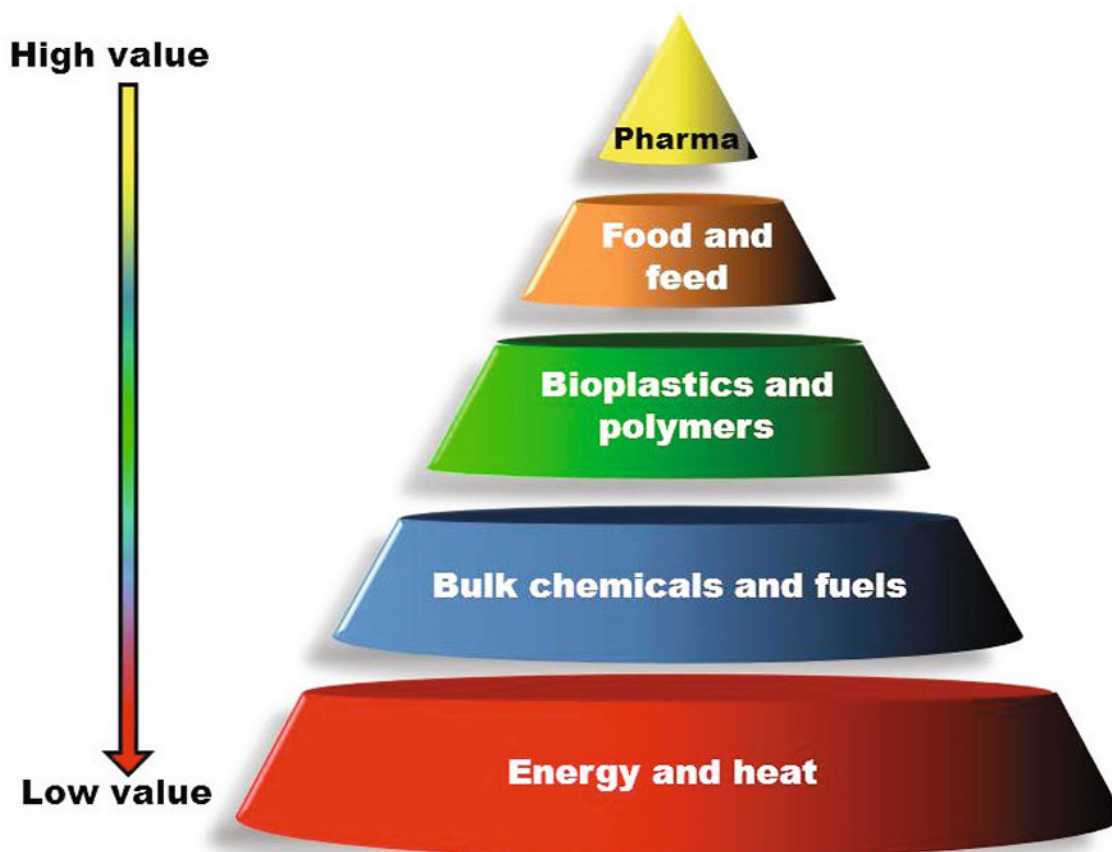 High value
Pharma
Food and
feed
Bioplastics and
polymers
Bulk chemicals and fuels
Energy and heat
Low value